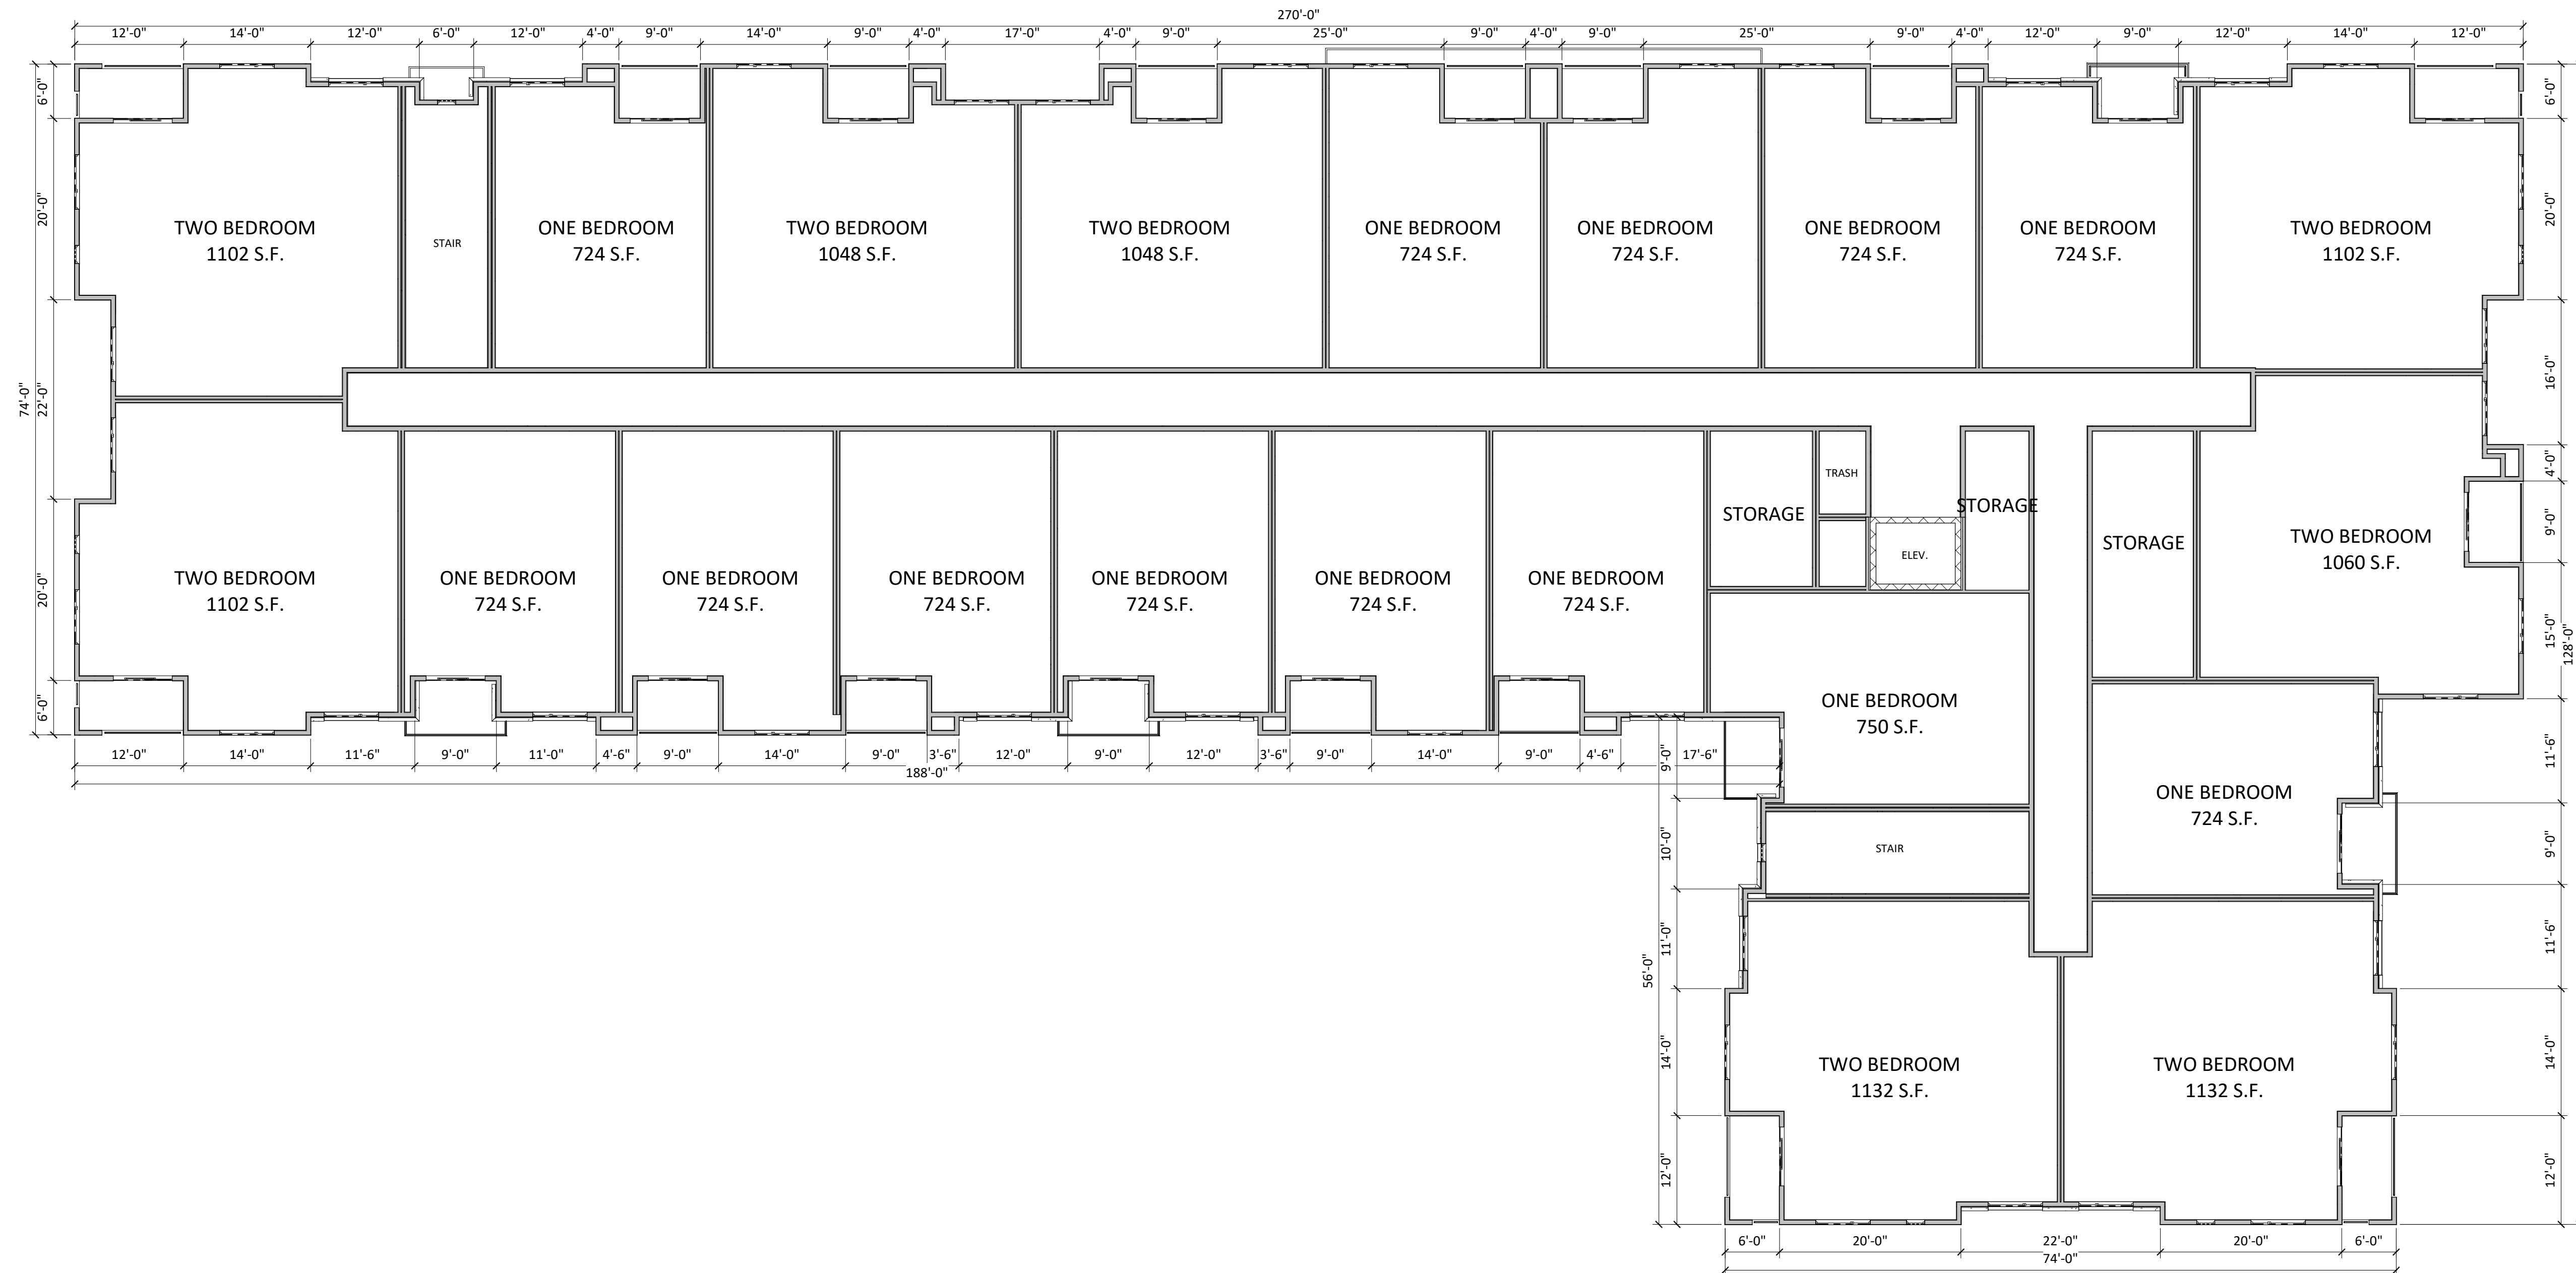 270'-0"
12'-0" 14'-0" 12'-0" 6'-0" 12'-0" 4'-0" 9'-0" 14'-0" 9'-0" 4'-0" 17'-0" 4'-0" 9'-0" 25'-0" 9'-0" 4'-0" 9'-0" 25'-0" 9'-0" 4'-0" 12'-0" 9'-0" 12'-0" 14'-0" 12'-0"
6'-0"
20'-0"
22'-0"
74'-0"
20'-0"
6'-0"
6'-0"
20'-0"
16'-0"
4'-0"
9'-0"
15'-0"
128'-0"
11'-6"
9'-0"
11'-6"
14'-0"
12'-0"
TWO BEDROOM
1102 S.F.
STAIR
ONE BEDROOM
724 S.F.
TWO BEDROOM
1048 S.F.
TWO BEDROOM
1048 S.F.
ONE BEDROOM
724 S.F.
ONE BEDROOM
724 S.F.
ONE BEDROOM
724 S.F.
ONE BEDROOM
724 S.F.
TWO BEDROOM
1102 S.F.
TWO BEDROOM
1102 S.F.
ONE BEDROOM
724 S.F.
ONE BEDROOM
724 S.F.
ONE BEDROOM
724 S.F.
ONE BEDROOM
724 S.F.
ONE BEDROOM
724 S.F.
ONE BEDROOM
724 S.F.
STORAGE
TRASH
ELEV.
STORAGE
STORAGE
TWO BEDROOM
1060 S.F.
ONE BEDROOM
750 S.F.
ONE BEDROOM
724 S.F.
STAIR
TWO BEDROOM
1132 S.F.
TWO BEDROOM
1132 S.F.
12'-0" 14'-0" 11'-6" 9'-0" 11'-0" 4'-6" 9'-0" 14'-0" 9'-0" 3'-6" 12'-0" 9'-0" 12'-0" 3'-6" 9'-0" 14'-0" 9'-0" 4'-6" 17'-6"
188'-0"
9'-0"
10'-0"
11'-0"
56'-0"
14'-0"
12'-0"
6'-0" 20'-0" 22'-0" 20'-0" 6'-0"
74'-0"